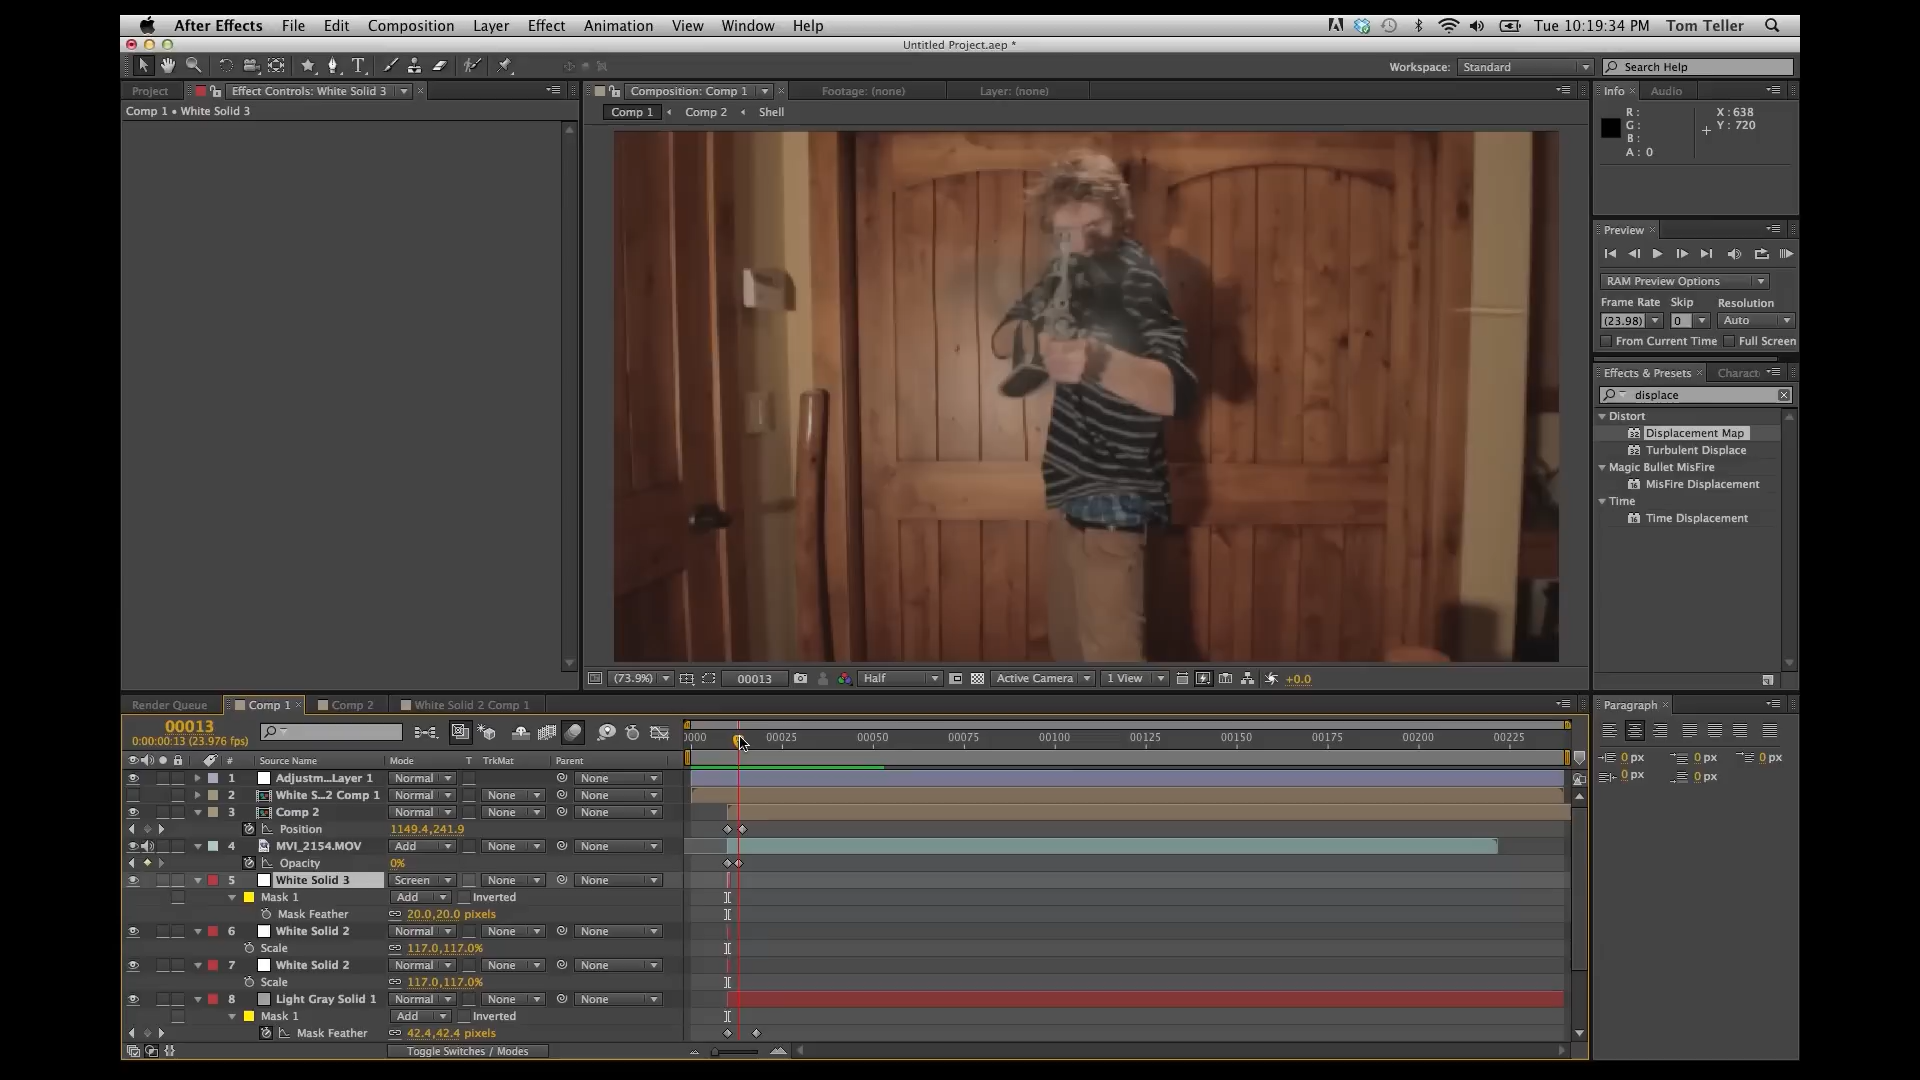 After Effects File Edit Composition Layer Effect Animation View Window Help Tue 10:19:34 PM Tom Teller
Untitled Project.aep *
Workspace: Standard Search Help
Project Effect Controls: White Solid 3 Composition: Comp 1 Footage: (none) Layer: (none) Info Audio
Comp 1 • White Solid 3
Comp 1 Comp 2 Shell
R: X: 638
G: Y: 720
B:
A: 0
Preview
RAM Preview Options
Frame Rate Skip Resolution
(23.98) 0 Auto
From Current Time Full Screen
Effects & Presets Charact
displace
Distort
32 Displacement Map
32 Turbulent Displace
Magic Bullet MisFire
16 MisFire Displacement
Time
16 Time Displacement
(73.9%) 00013 Half Active Camera 1 View +0.0
Render Queue Comp 1 Comp 2 White Solid 2 Comp 1
Paragraph
0 px 0 px 0 px
0 px 0 px
00013
0:00:00:13 (23.976 fps)
0000 00025 00050 00075 00100 00125 00150 00175 00200 00225
# Source Name Mode T TrkMat Parent
1 Adjustm...Layer 1 Normal None
2 White S...2 Comp 1 Normal None None
3 Comp 2 Normal None None
Position 1149.4,241.9
4 MVI_2154.MOV Add None None
Opacity 0%
5 White Solid 3 Screen None None
Mask 1 Add Inverted
Mask Feather 20.0,20.0 pixels
6 White Solid 2 Normal None None
Scale 117.0,117.0%
7 White Solid 2 Normal None None
Scale 117.0,117.0%
8 Light Gray Solid 1 Normal None None
Mask 1 Add Inverted
Mask Feather 42.4,42.4 pixels
Toggle Switches / Modes